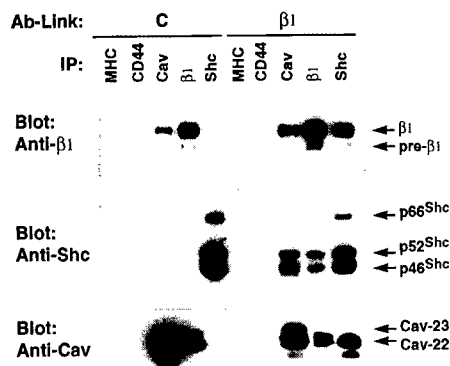 Ab-Link: C β1
IP: MHC CD44 Cav β1 Shc MHC CD44 Cav β1 Shc
Blot: Anti-β1
β1
pre-β1
Blot: Anti-Shc
p66Shc
p52Shc
p46Shc
Blot: Anti-Cav
Cav-23
Cav-22